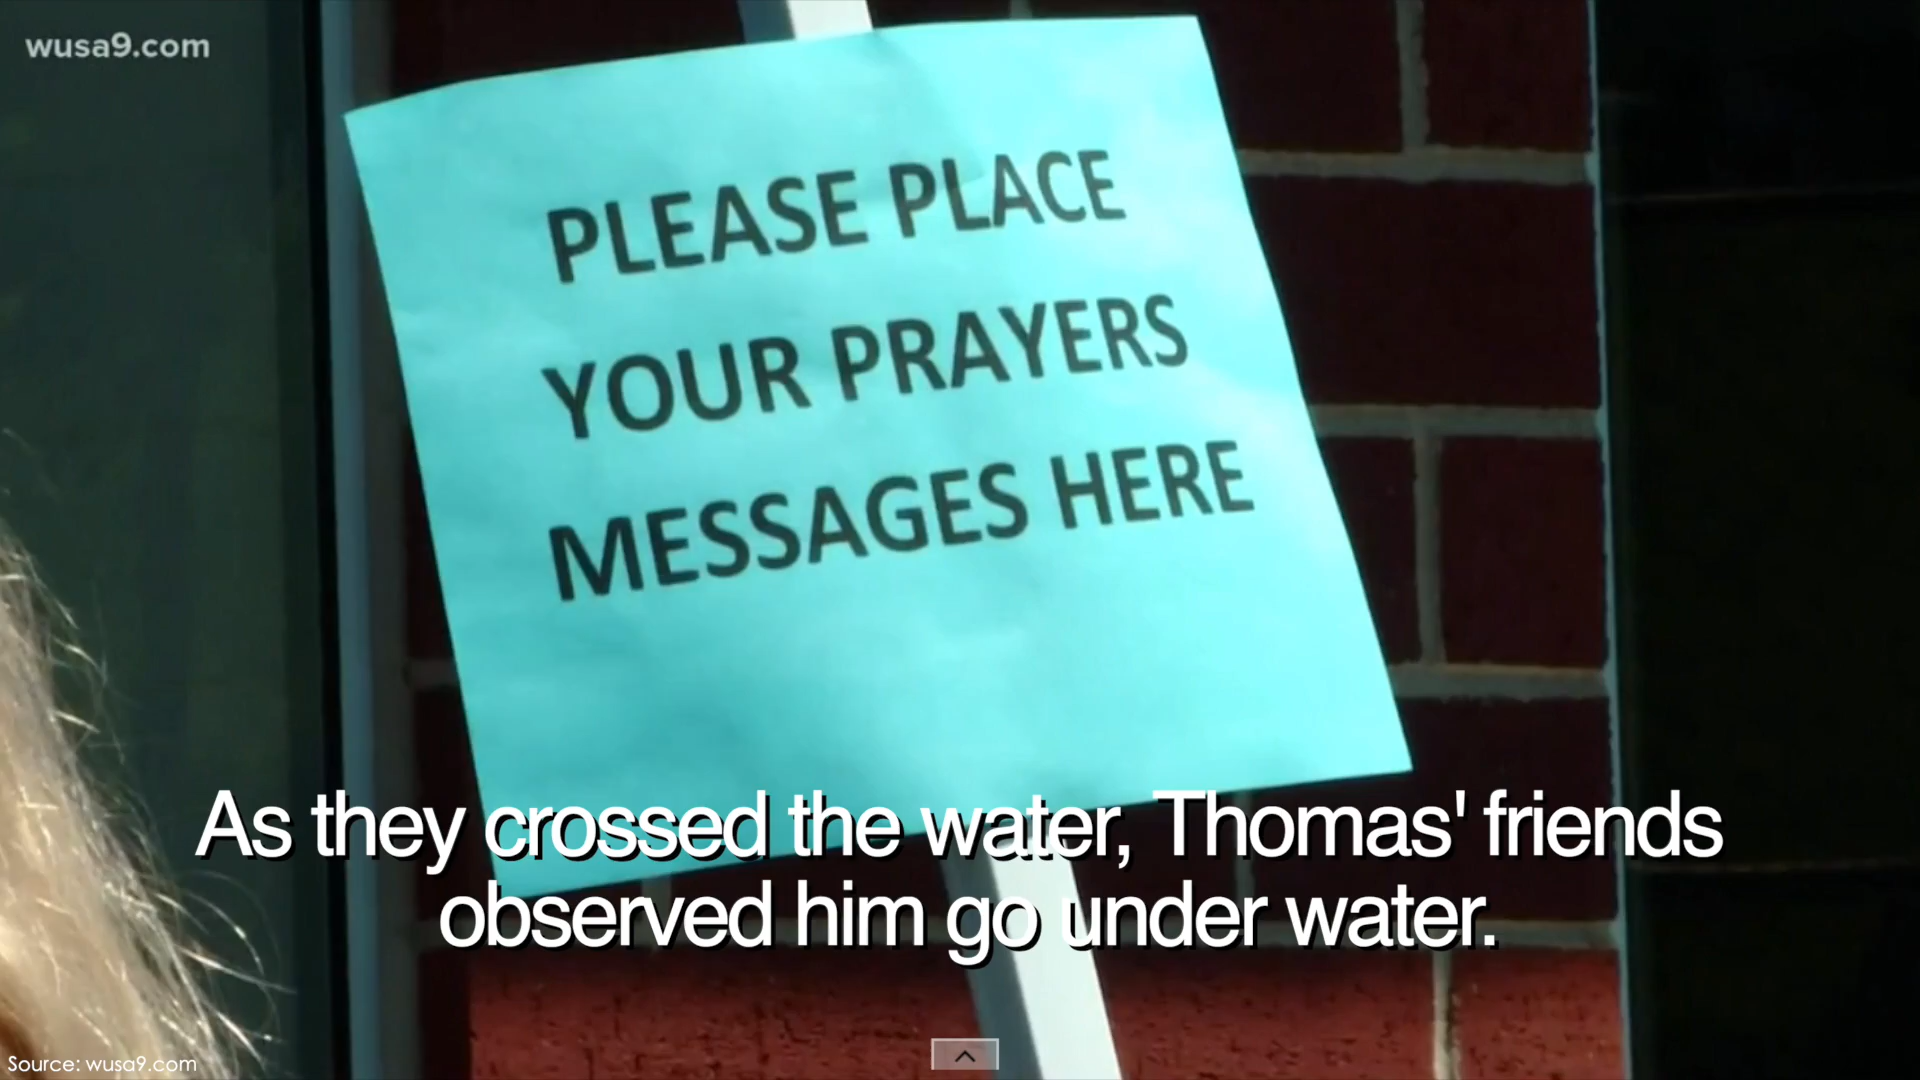 wusa9.com
PLEASE PLACE
YOUR PRAYERS
MESSAGES HERE
As they crossed the water, Thomas' friends
observed him go under water.
Source: wusa9.com